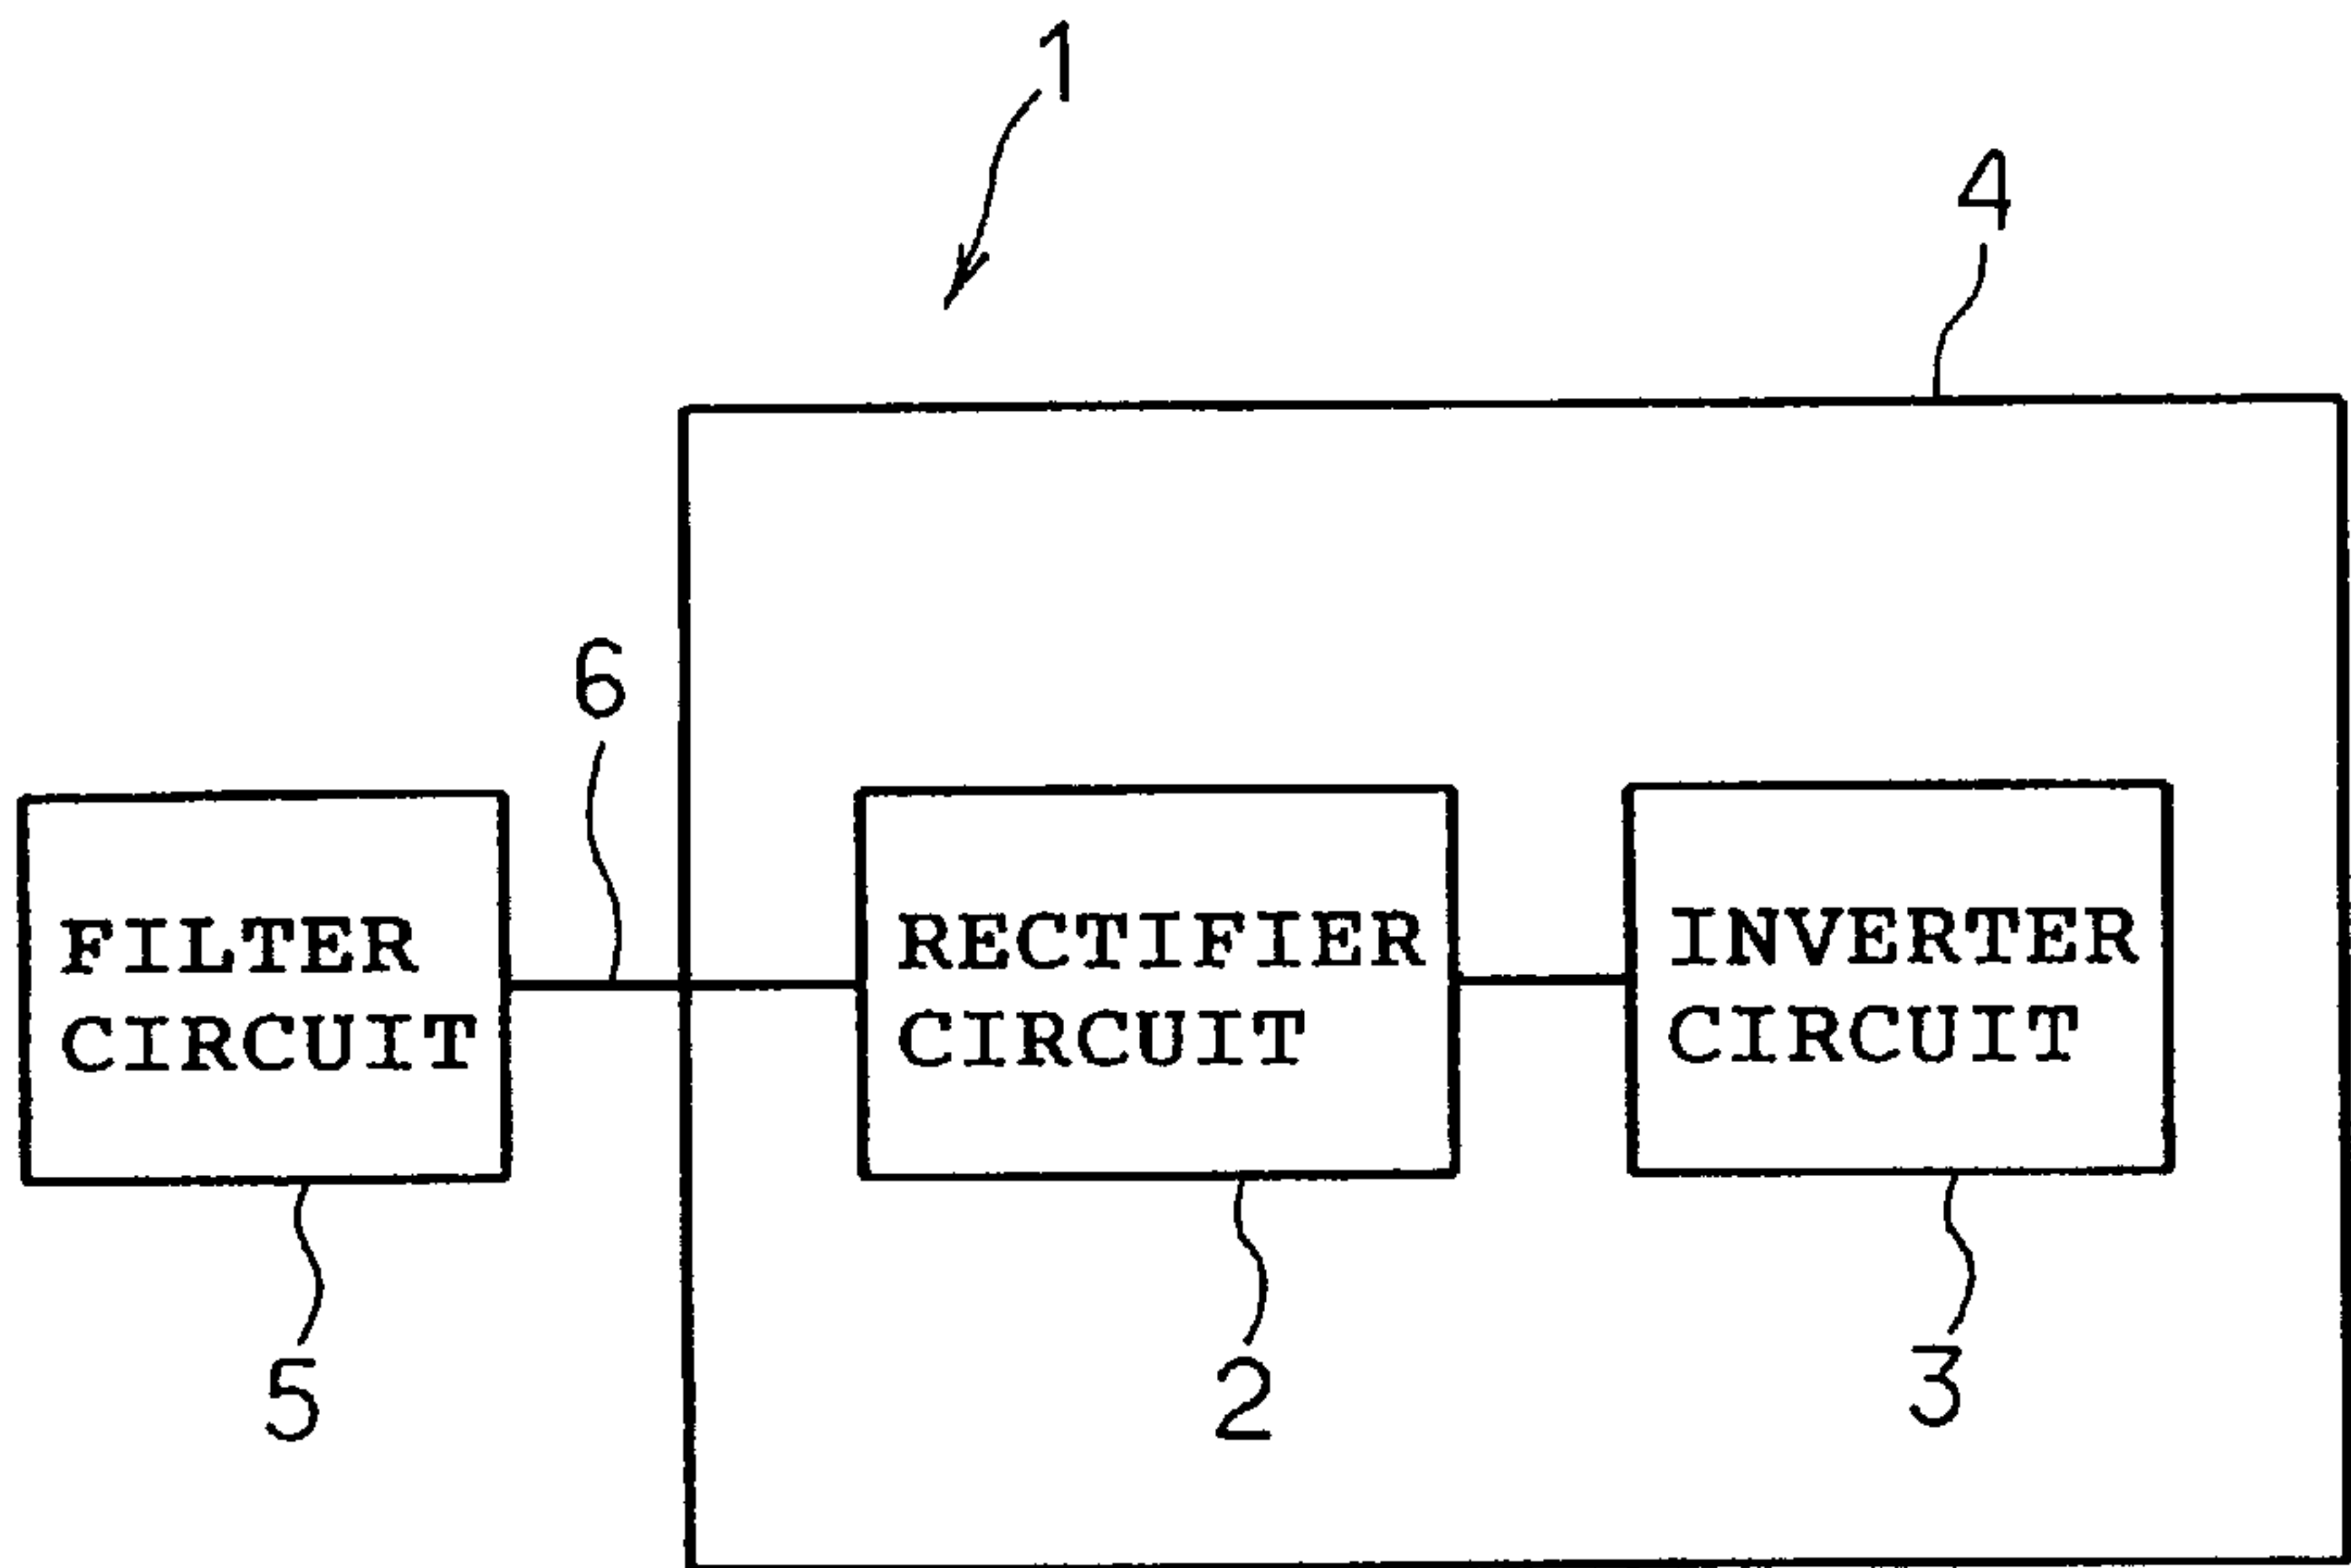 1
4
6
FILTER
CIRCUIT
RECTIFIER
CIRCUIT
INVERTER
CIRCUIT
5
2
3